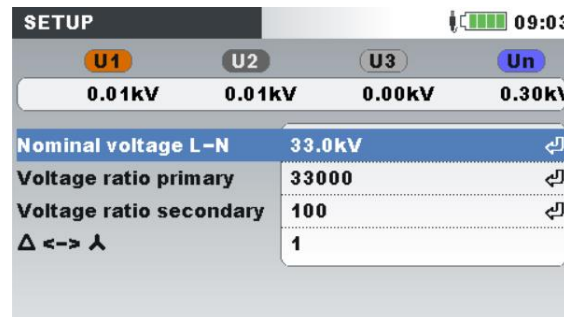 SETUP 09:03
U1 U2 U3 Un
0.01kV 0.01kV 0.00kV 0.30kV
Nominal voltage L-N 33.0kV
Voltage ratio primary 33000
Voltage ratio secondary 100
Δ <-> ⅄ 1